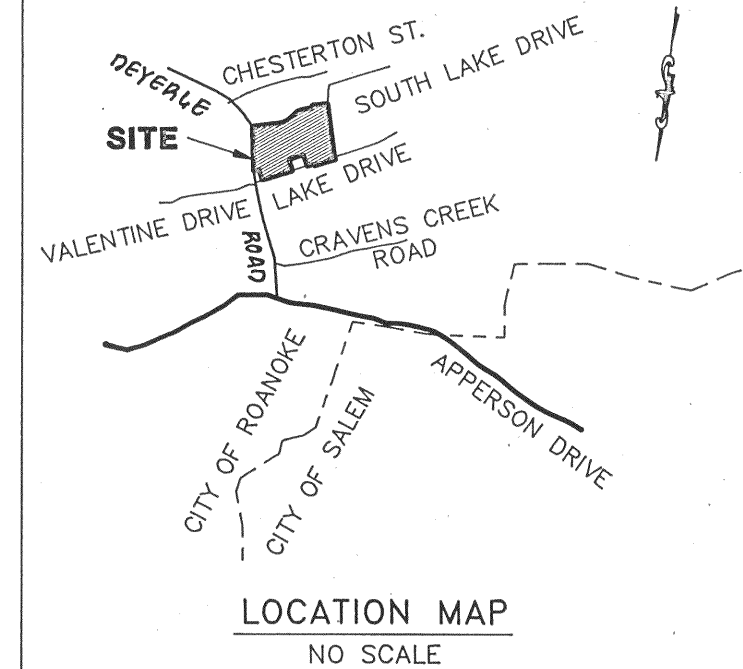 CHESTERTON ST.
DEYERLE
SOUTH LAKE DRIVE
SITE
LAKE DRIVE
VALENTINE DRIVE
CRAVENS CREEK
ROAD
ROAD
APPERSON DRIVE
CITY OF ROANOKE
CITY OF SALEM
LOCATION MAP
NO SCALE